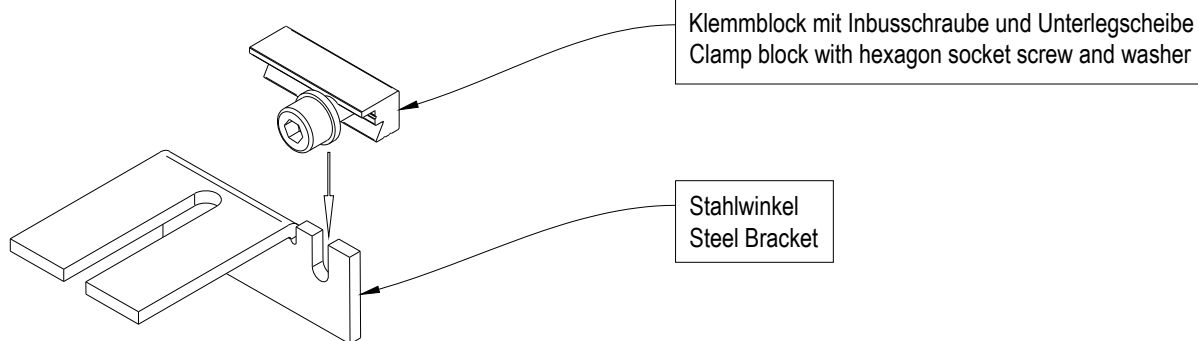 Klemmblock mit Inbusschraube und Unterlegscheibe
Clamp block with hexagon socket screw and washer
Stahlwinkel
Steel Bracket